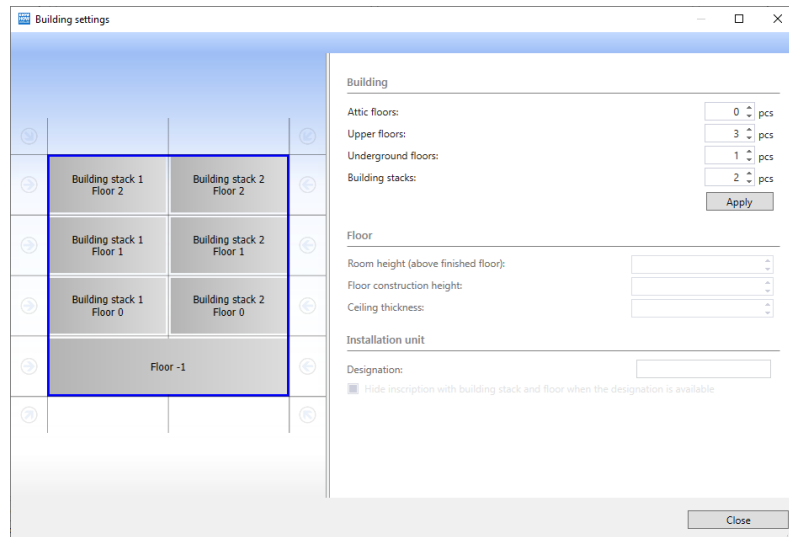 Building settings
Building
Attic floors:
0
pcs
Upper floors:
3
pcs
Underground floors:
1
pcs
Building stacks:
2
pcs
Apply
Building stack 1
Floor 2
Building stack 2
Floor 2
Building stack 1
Floor 1
Building stack 2
Floor 1
Building stack 1
Floor 0
Building stack 2
Floor 0
Floor -1
Floor
Room height (above finished floor):
Floor construction height:
Ceiling thickness:
Installation unit
Designation:
Hide inscription with building stack and floor when the designation is available
Close